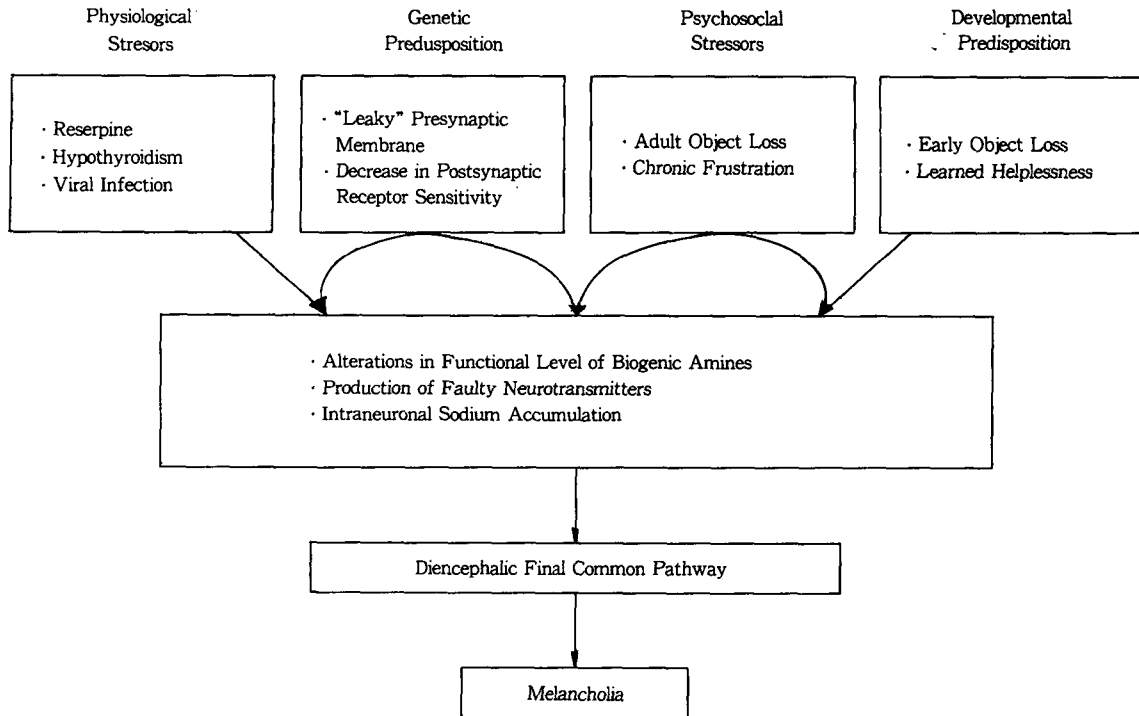 Physiological
Stresors
Genetic
Predusposition
Psychosoclal
Stressors
Developmental
Predisposition
· Reserpine
· Hypothyroidism
· Viral Infection
· "Leaky" Presynaptic
Membrane
· Decrease in Postsynaptic
Receptor Sensitivity
· Adult Object Loss
· Chronic Frustration
· Early Object Loss
· Learned Helplessness
· Alterations in Functional Level of Biogenic Amines
· Production of Faulty Neurotransmitters
· Intraneuronal Sodium Accumulation
Diencephalic Final Common Pathway
Melancholia